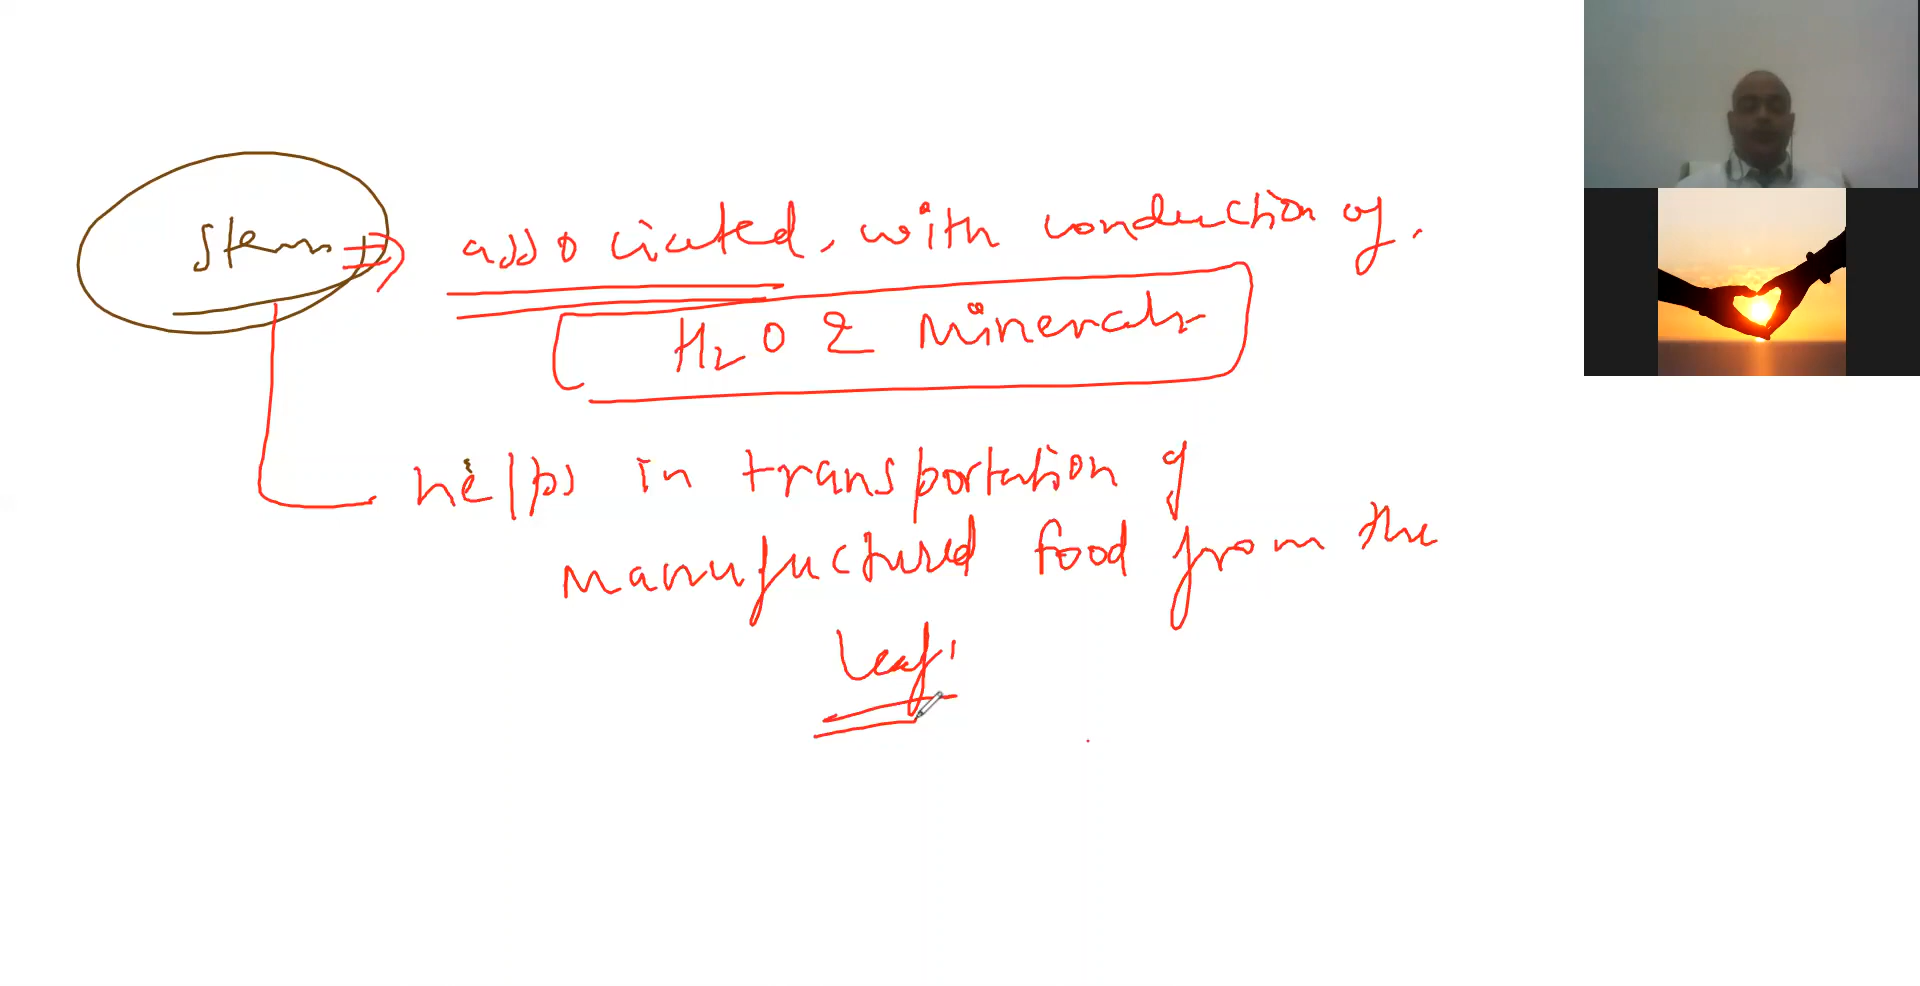 Stem ⇒ associated, with conduction of.
H₂O & Minerals
helps in transportation of
manufactured food from the
leaf.